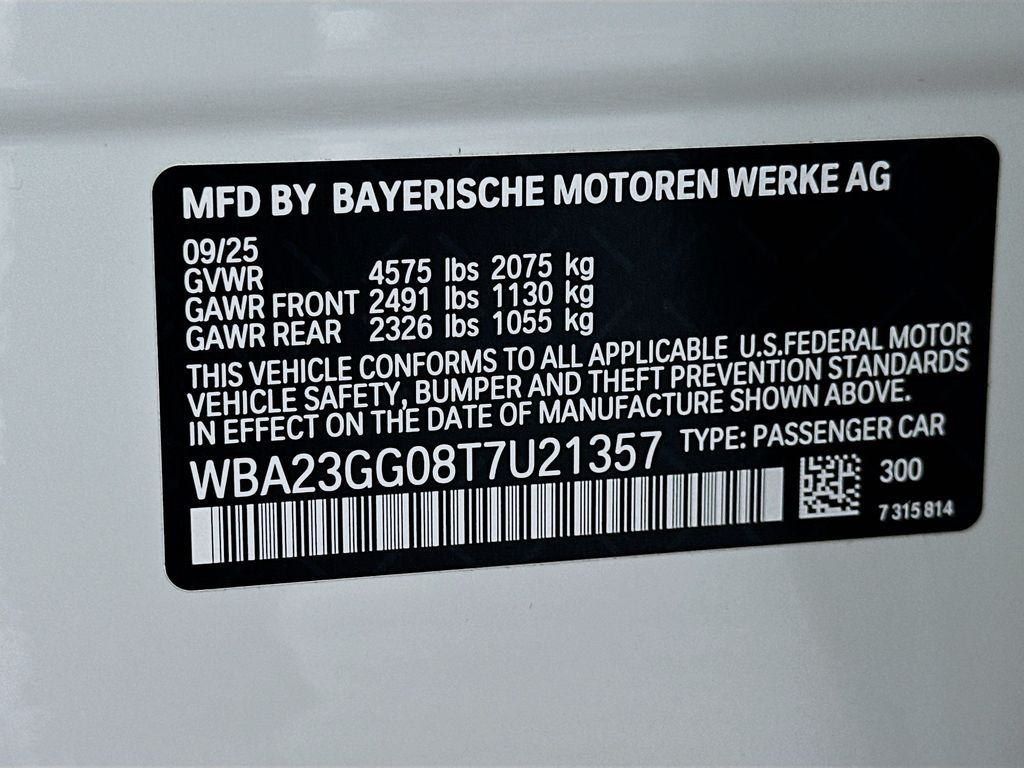 MFD BY BAYERISCHE MOTOREN WERKE AG
09/25
GVWR 4575 lbs 2075 kg
GAWR FRONT 2491 lbs 1130 kg
GAWR REAR 2326 lbs 1055 kg
THIS VEHICLE CONFORMS TO ALL APPLICABLE U.S.FEDERAL MOTOR
VEHICLE SAFETY, BUMPER AND THEFT PREVENTION STANDARDS
IN EFFECT ON THE DATE OF MANUFACTURE SHOWN ABOVE.
WBA23GG08T7U21357 TYPE: PASSENGER CAR
300
7 315 814